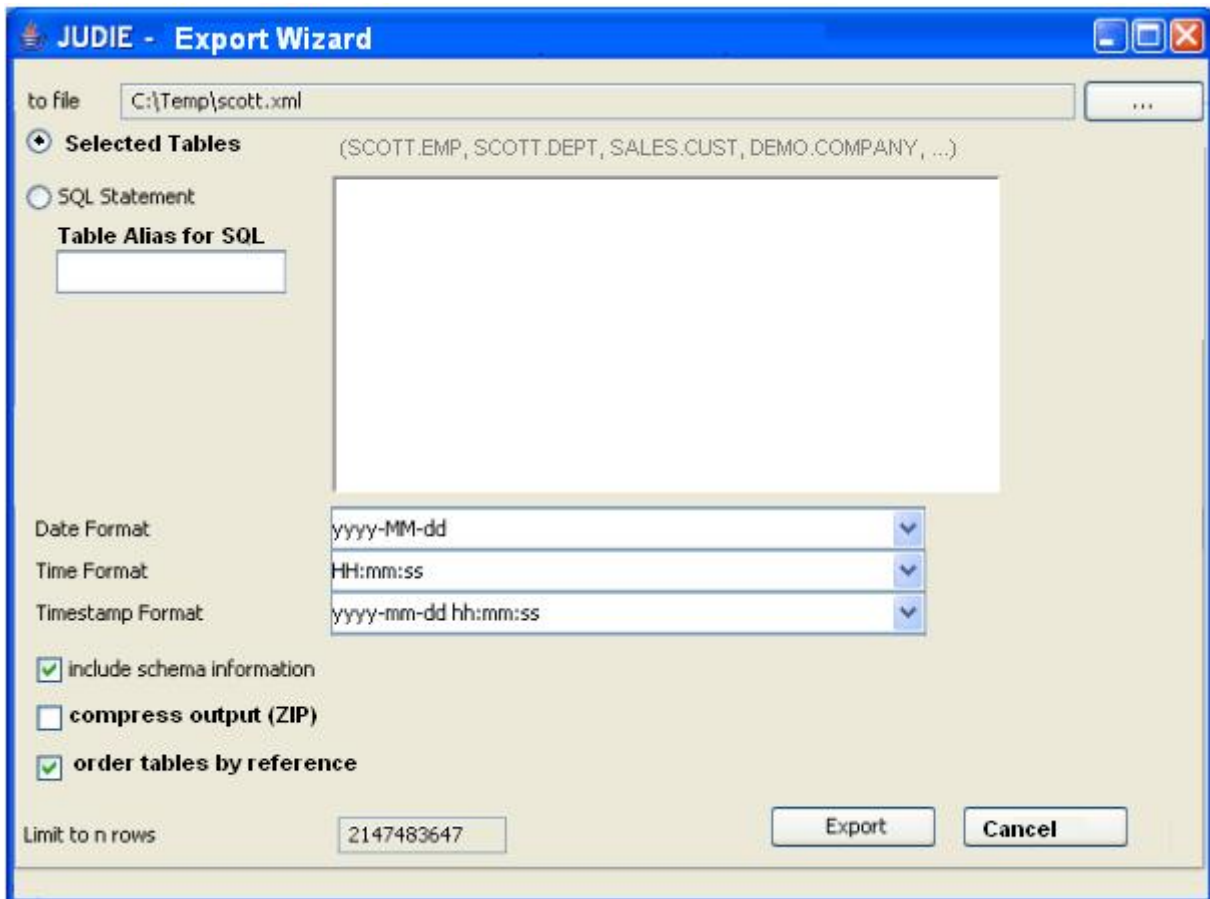 JUDIE - Export Wizard
to file C:\Temp\scott.xml ...
Selected Tables (SCOTT.EMP, SCOTT.DEPT, SALES.CUST, DEMO.COMPANY, ...)
SQL Statement
Table Alias for SQL
Date Format yyyy-MM-dd
Time Format HH:mm:ss
Timestamp Format yyyy-mm-dd hh:mm:ss
include schema information
compress output (ZIP)
order tables by reference
Limit to n rows 2147483647 Export Cancel